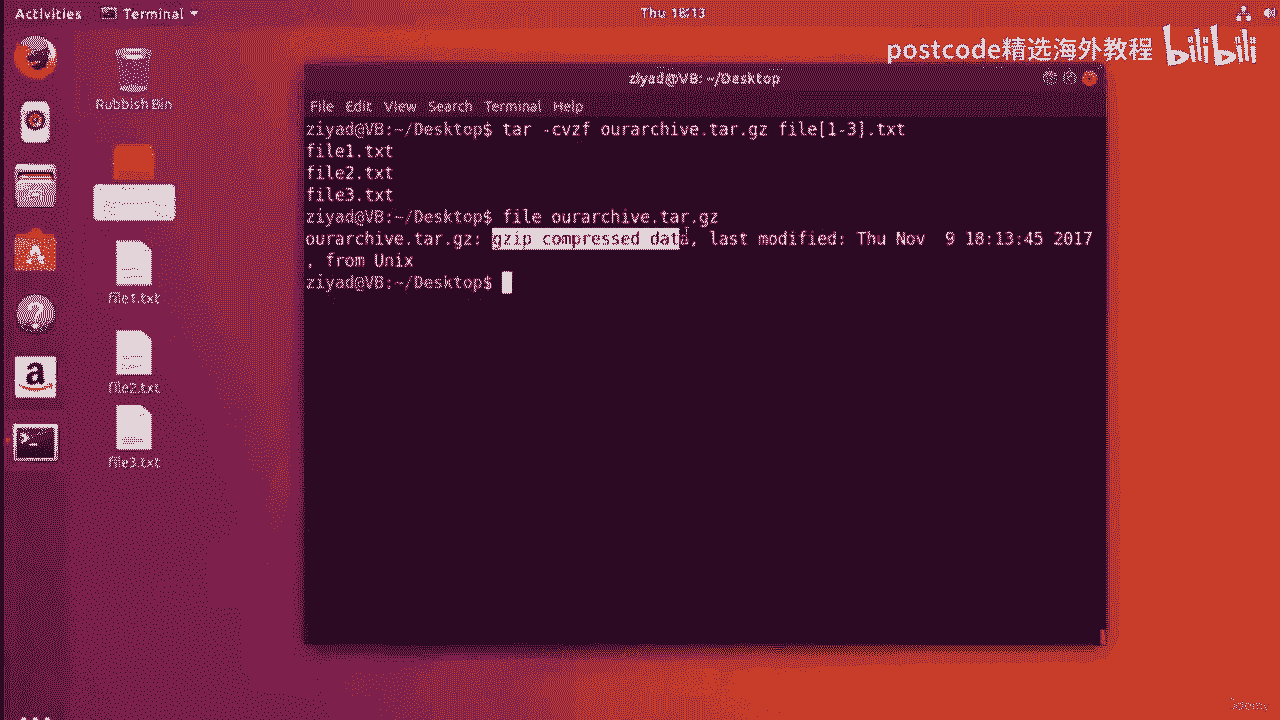 Activities Terminal Thu 18:13
postcode精选海外教程 bilibili
Rubbish Bin
file1.txt
file2.txt
file3.txt
ziyad@VB: ~/Desktop
File Edit View Search Terminal Help
ziyad@VB:~/Desktop$ tar -cvzf ourarchive.tar.gz file[1-3].txt
file1.txt
file2.txt
file3.txt
ziyad@VB:~/Desktop$ file ourarchive.tar.gz
ourarchive.tar.gz: gzip compressed data, last modified: Thu Nov  9 18:13:45 2017
, from Unix
ziyad@VB:~/Desktop$